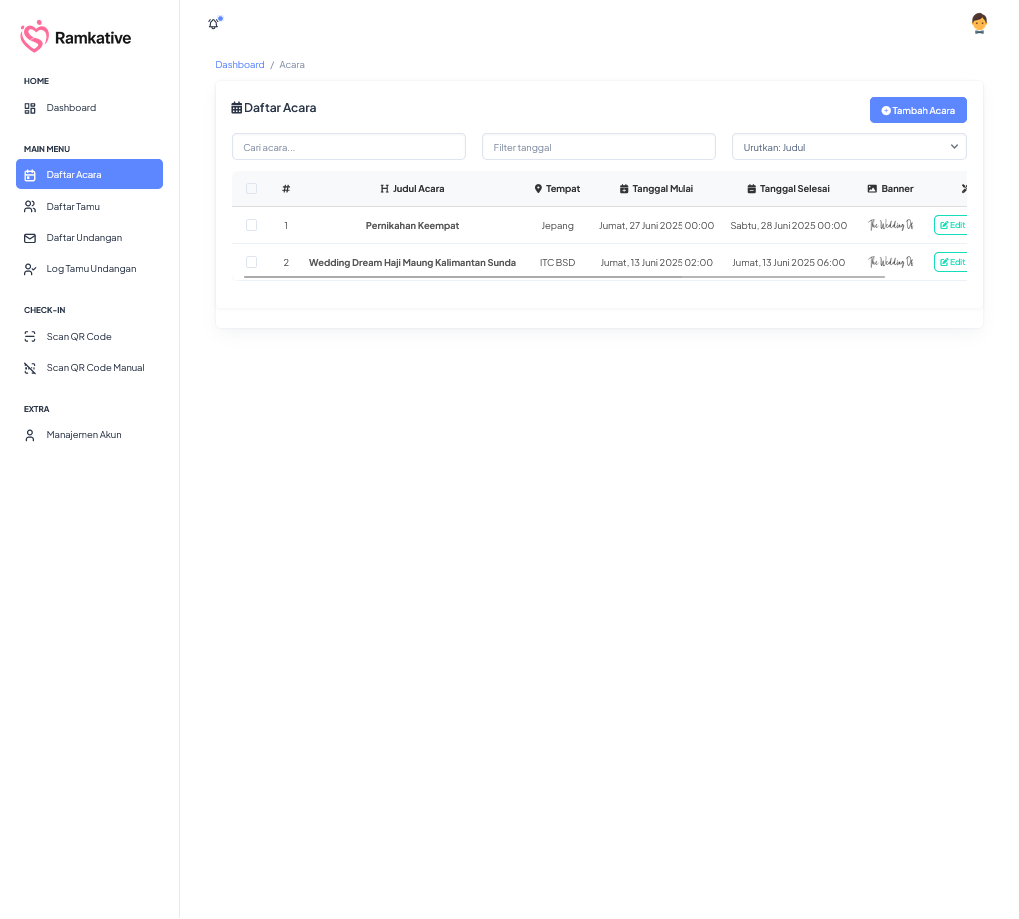 Ramkative
HOME
Dashboard
MAIN MENU
Daftar Acara
Daftar Tamu
Daftar Undangan
Log Tamu Undangan
CHECK-IN
Scan QR Code
Scan QR Code Manual
EXTRA
Manajemen Akun
Dashboard / Acara
Daftar Acara
Tambah Acara
Cari acara...
Filter tanggal
Urutkan: Judul
# Judul Acara Tempat Tanggal Mulai Tanggal Selesai Banner
1 Pernikahan Keempat Jepang Jumat, 27 Juni 2025 00:00 Sabtu, 28 Juni 2025 00:00 The Wedding Of Edit
2 Wedding Dream Haji Maung Kalimantan Sunda ITC BSD Jumat, 13 Juni 2025 02:00 Jumat, 13 Juni 2025 06:00 The Wedding Of Edit